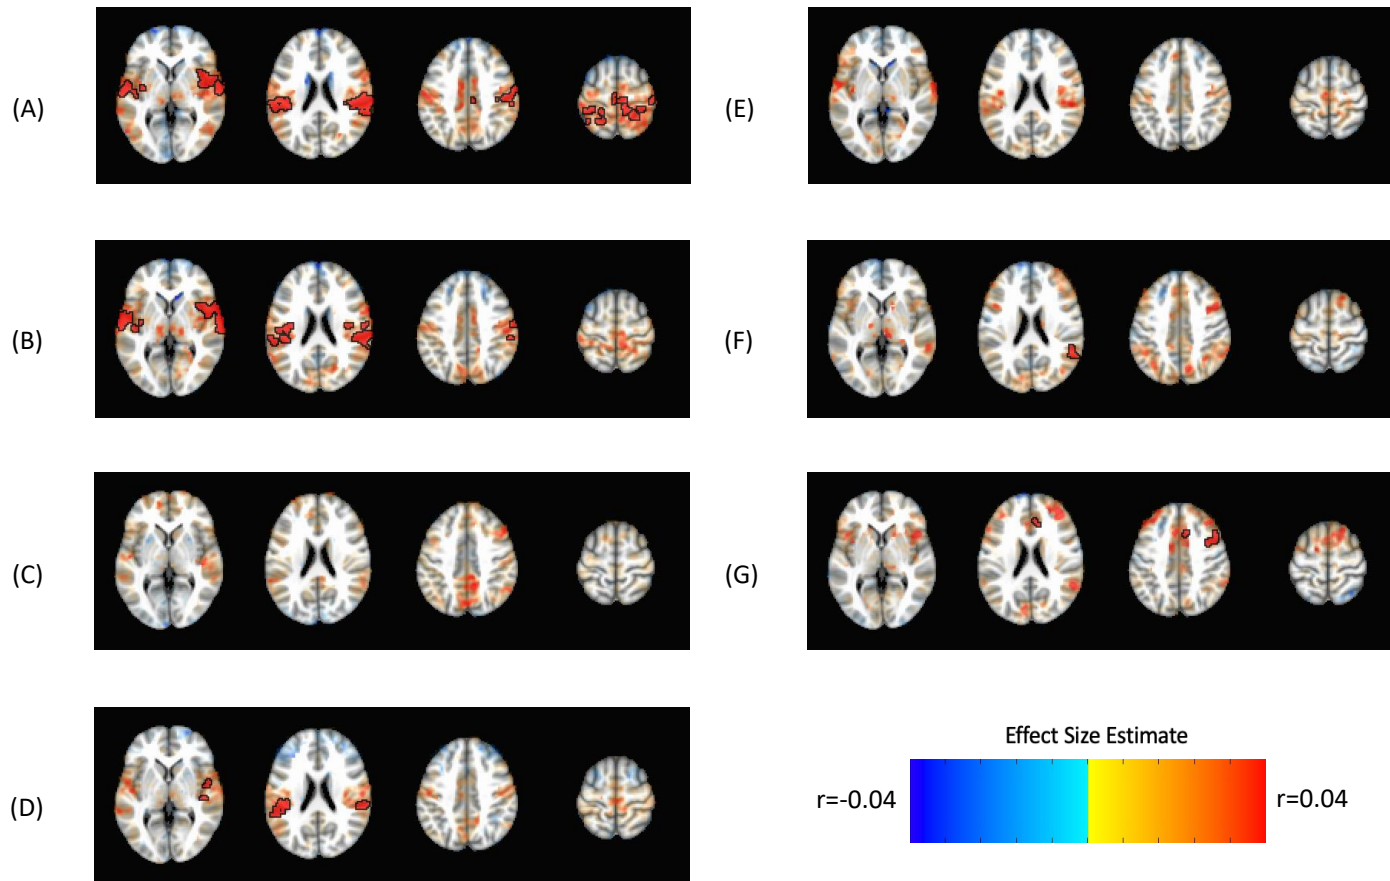 (A)
(E)
(B)
(F)
(C)
(G)
(D)
Effect Size Estimate
r=-0.04
r=0.04